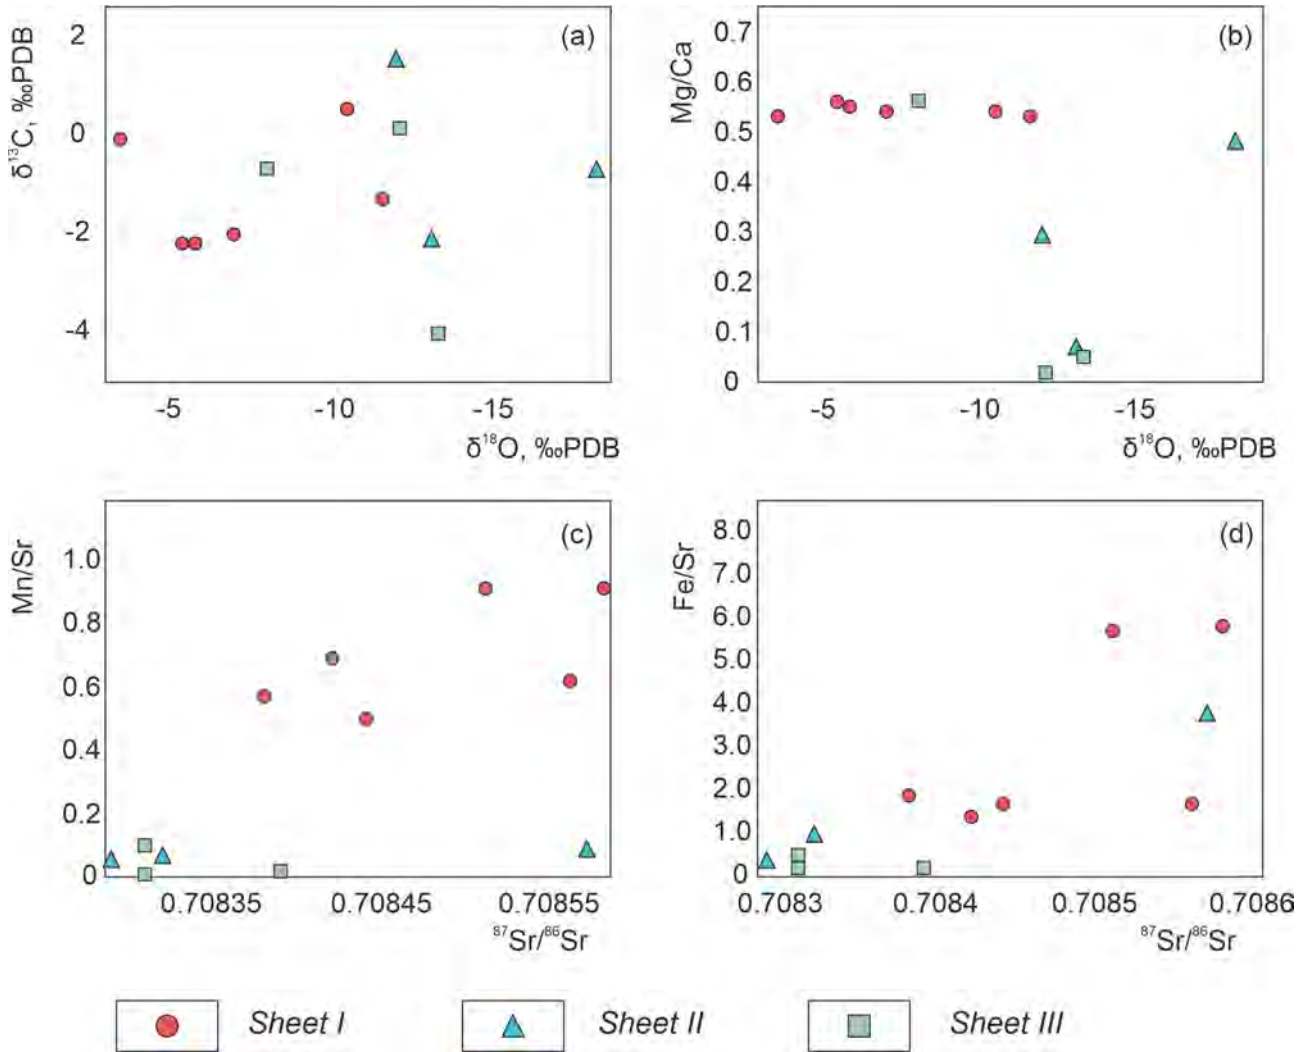 (a)
δ¹³C, ‰PDB
2
0
-2
-4
-5 -10 -15
δ¹⁸O, ‰PDB
(b)
Mg/Ca
0.7
0.6
0.5
0.4
0.3
0.2
0.1
0
-5 -10 -15
δ¹⁸O, ‰PDB
(c)
Mn/Sr
1.0
0.8
0.6
0.4
0.2
0
0.70835 0.70845 0.70855
⁸⁷Sr/⁸⁶Sr
(d)
Fe/Sr
8.0
7.0
6.0
5.0
4.0
3.0
2.0
1.0
0
0.7083 0.7084 0.7085 0.7086
⁸⁷Sr/⁸⁶Sr
Sheet I Sheet II Sheet III